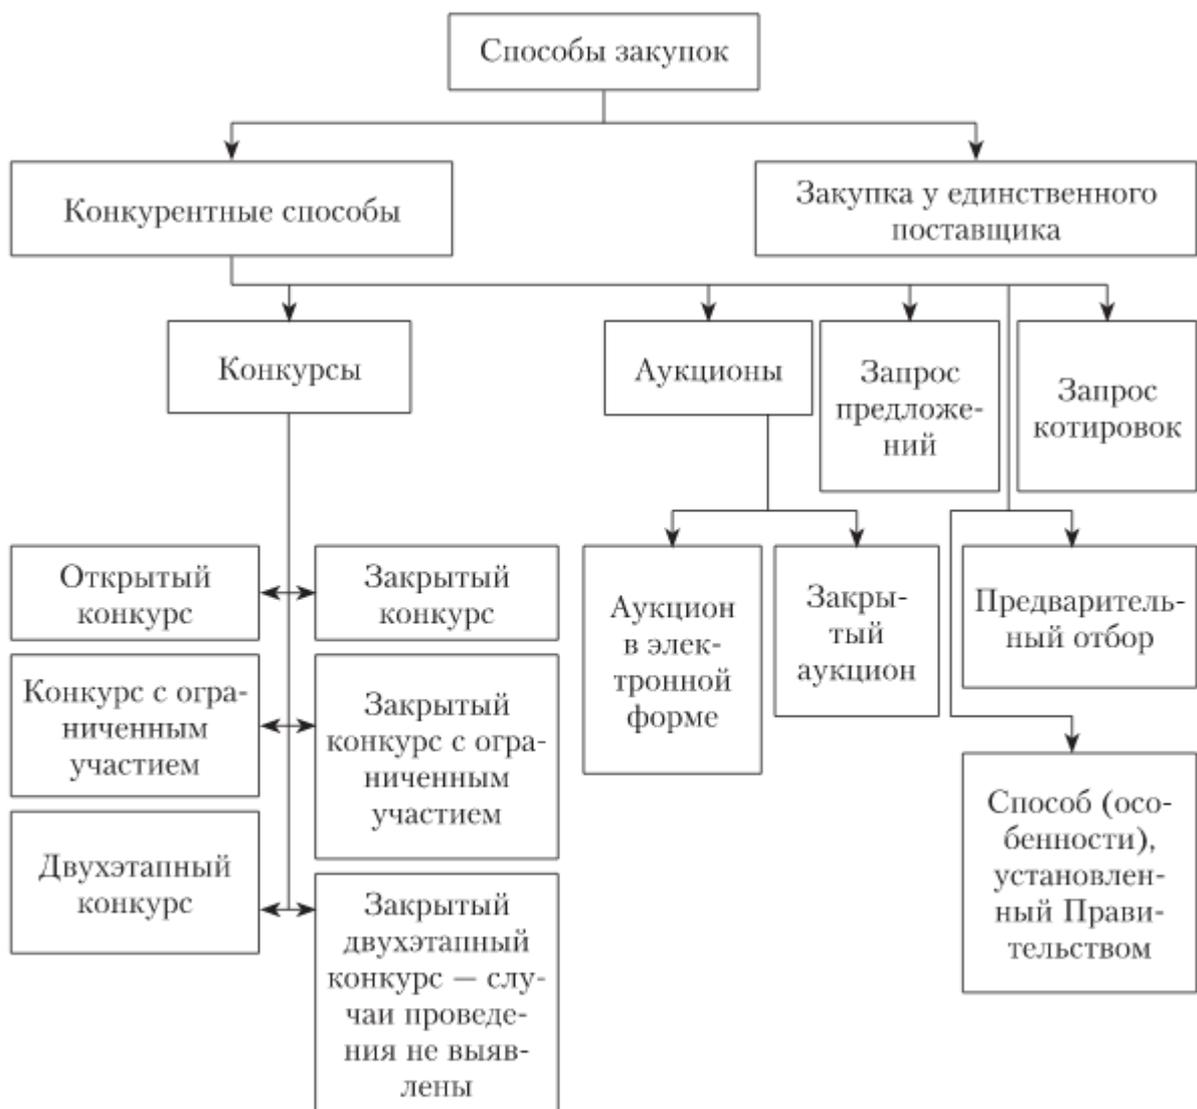 Способы закупок
Конкурентные способы
Закупка у единственного
поставщика
Конкурсы
Аукционы
Запрос
предложе-
ний
Запрос
котировок
Открытый
конкурс
Закрытый
конкурс
Конкурс с огра-
ниченным
участием
Закрытый
конкурс с огра-
ниченным
участием
Двухэтапный
конкурс
Закрытый
двухэтапный
конкурс — слу-
чаи проведе-
ния не выяв-
лены
Аукцион
в элек-
тронной
форме
Закры-
тый
аукцион
Предваритель-
ный отбор
Способ (осо-
бенности),
установлен-
ный Прави-
тельством